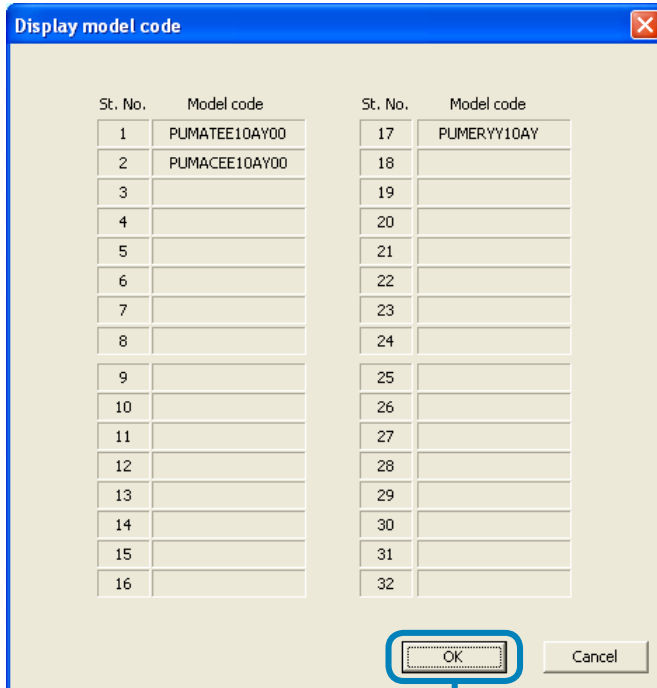 Display model code
St. No. Model code St. No. Model code
1 PUMATEE10AY00 17 PUMERYY10AY
2 PUMACEE10AY00 18
3 19
4 20
5 21
6 22
7 23
8 24
9 25
10 26
11 27
12 28
13 29
14 30
15 31
16 32
OK Cancel